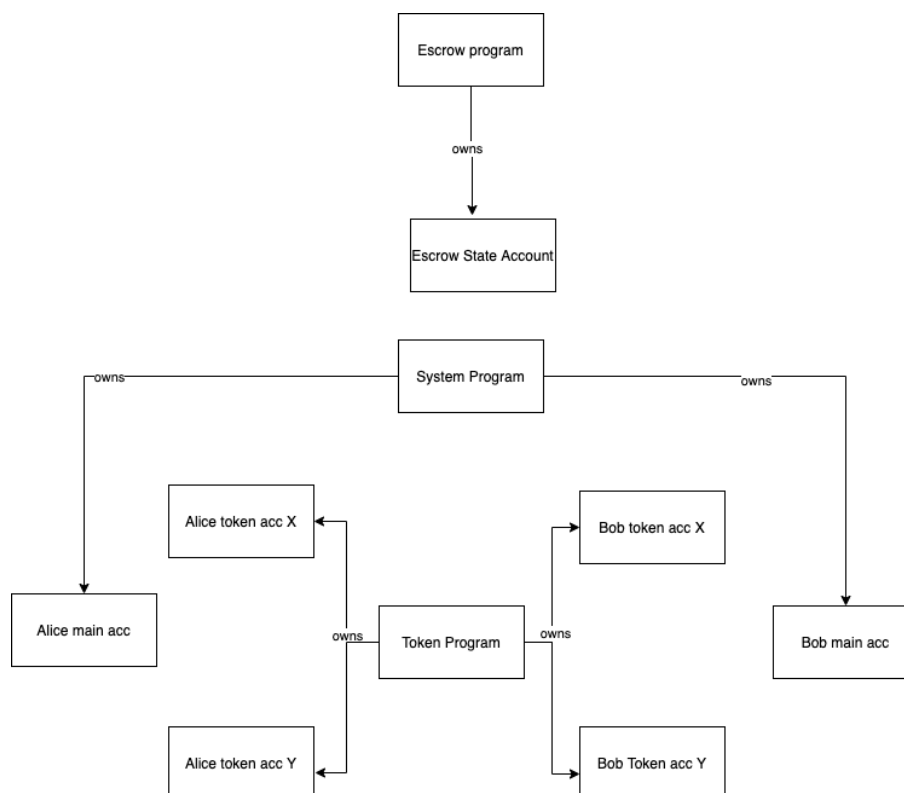 Escrow program
owns
Escrow State Account
System Program
owns
owns
Alice token acc X
Bob token acc X
Alice main acc
owns
Token Program
owns
Bob main acc
Alice token acc Y
Bob Token acc Y